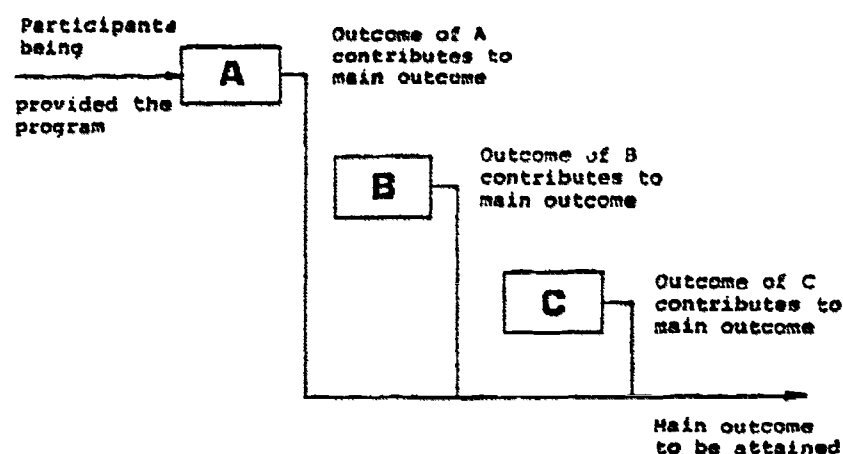 Participants
being
provided the
program
A
Outcome of A
contributes to
main outcome
B
Outcome of B
contributes to
main outcome
C
Outcome of C
contributes to
main outcome
Main outcome
to be attained